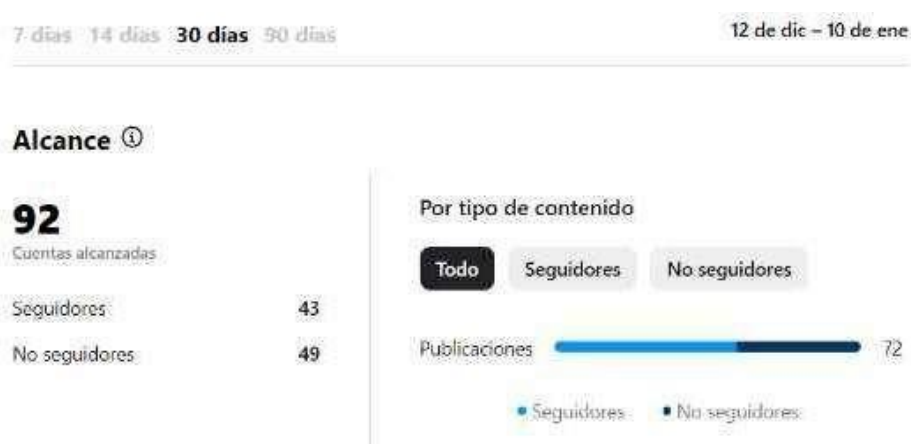 7 días 14 días 30 días 90 días
12 de dic – 10 de ene
Alcance
92
Cuentas alcanzadas
Seguidores 43
No seguidores 49
Por tipo de contenido
Todo Seguidores No seguidores
Publicaciones 72
Seguidores No seguidores